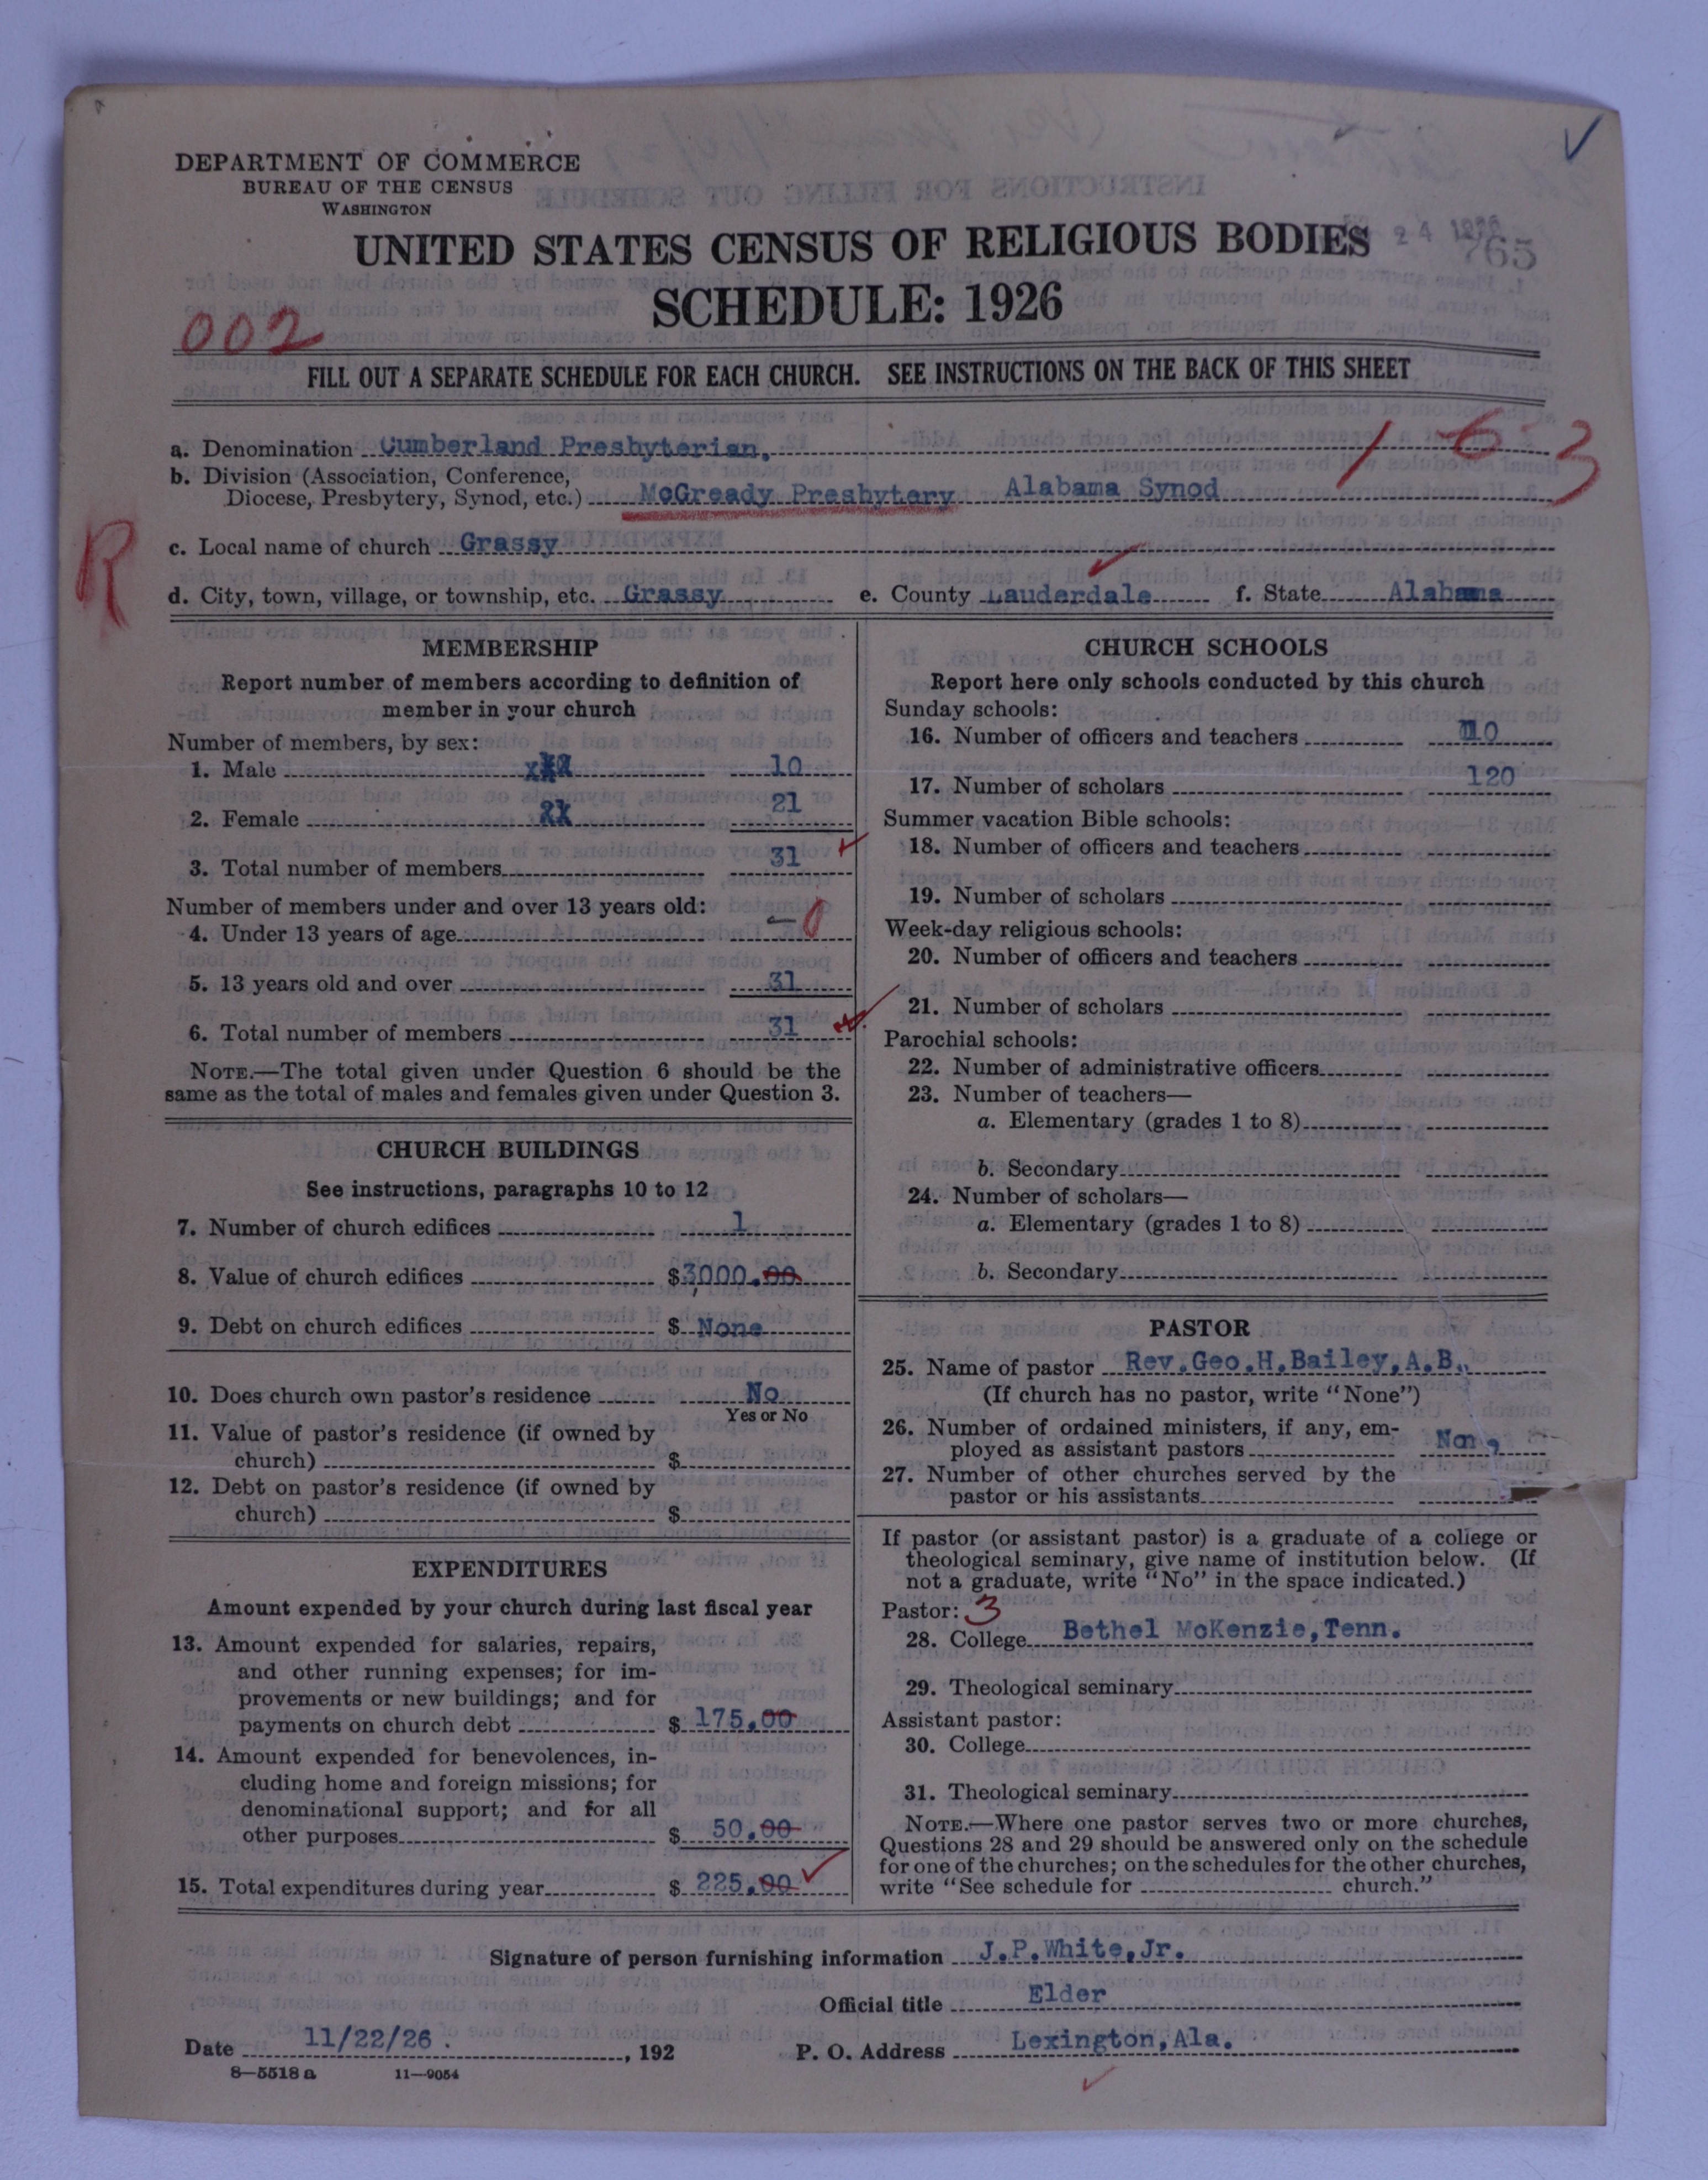 DEPARTMENT OF COMMERCE
BUREAU OF THE CENSUS
WASHINGTON
UNITED STATES CENSUS OF RELIGIOUS BODIES
24 1926
765
SCHEDULE: 1926
002
FILL OUT A SEPARATE SCHEDULE FOR EACH CHURCH. SEE INSTRUCTIONS ON THE BACK OF THIS SHEET
1-6-3
a. Denomination Cumberland Presbyterian.
b. Division (Association, Conference,
Diocese, Presbytery, Synod, etc.) McGready Presbytery Alabama Synod
R
c. Local name of church Grassy
d. City, town, village, or township, etc. Grassy e. County Lauderdale f. State Alabama
MEMBERSHIP
Report number of members according to definition of
member in your church
Number of members, by sex:
1. Male 10
2. Female 21
3. Total number of members 31
Number of members under and over 13 years old:
4. Under 13 years of age - 0
5. 13 years old and over 31
6. Total number of members 31
NOTE.—The total given under Question 6 should be the
same as the total of males and females given under Question 3.
CHURCH BUILDINGS
See instructions, paragraphs 10 to 12
7. Number of church edifices 1
8. Value of church edifices $3,000.00
9. Debt on church edifices $ None
10. Does church own pastor's residence No
Yes or No
11. Value of pastor's residence (if owned by
church) $
12. Debt on pastor's residence (if owned by
church) $
EXPENDITURES
Amount expended by your church during last fiscal year
13. Amount expended for salaries, repairs,
and other running expenses; for im-
provements or new buildings; and for
payments on church debt $ 175.00
14. Amount expended for benevolences, in-
cluding home and foreign missions; for
denominational support; and for all
other purposes $ 50.00
15. Total expenditures during year $ 225.00
CHURCH SCHOOLS
Report here only schools conducted by this church
Sunday schools:
16. Number of officers and teachers 10
17. Number of scholars 120
Summer vacation Bible schools:
18. Number of officers and teachers
19. Number of scholars
Week-day religious schools:
20. Number of officers and teachers
21. Number of scholars
Parochial schools:
22. Number of administrative officers
23. Number of teachers—
a. Elementary (grades 1 to 8)
b. Secondary
24. Number of scholars—
a. Elementary (grades 1 to 8)
b. Secondary
PASTOR
25. Name of pastor Rev.Geo.H.Bailey,A.B.
(If church has no pastor, write "None")
26. Number of ordained ministers, if any, em-
ployed as assistant pastors None
27. Number of other churches served by the
pastor or his assistants
If pastor (or assistant pastor) is a graduate of a college or
theological seminary, give name of institution below. (If
not a graduate, write "No" in the space indicated.)
Pastor: 3
28. College Bethel McKenzie,Tenn.
29. Theological seminary
Assistant pastor:
30. College
31. Theological seminary
NOTE.—Where one pastor serves two or more churches,
Questions 28 and 29 should be answered only on the schedule
for one of the churches; on the schedules for the other churches,
write "See schedule for church."
Signature of person furnishing information J.P.White,Jr.
Official title Elder
Date 11/22/26. , 192
P. O. Address Lexington,Ala.
8—5518 a 11—9054